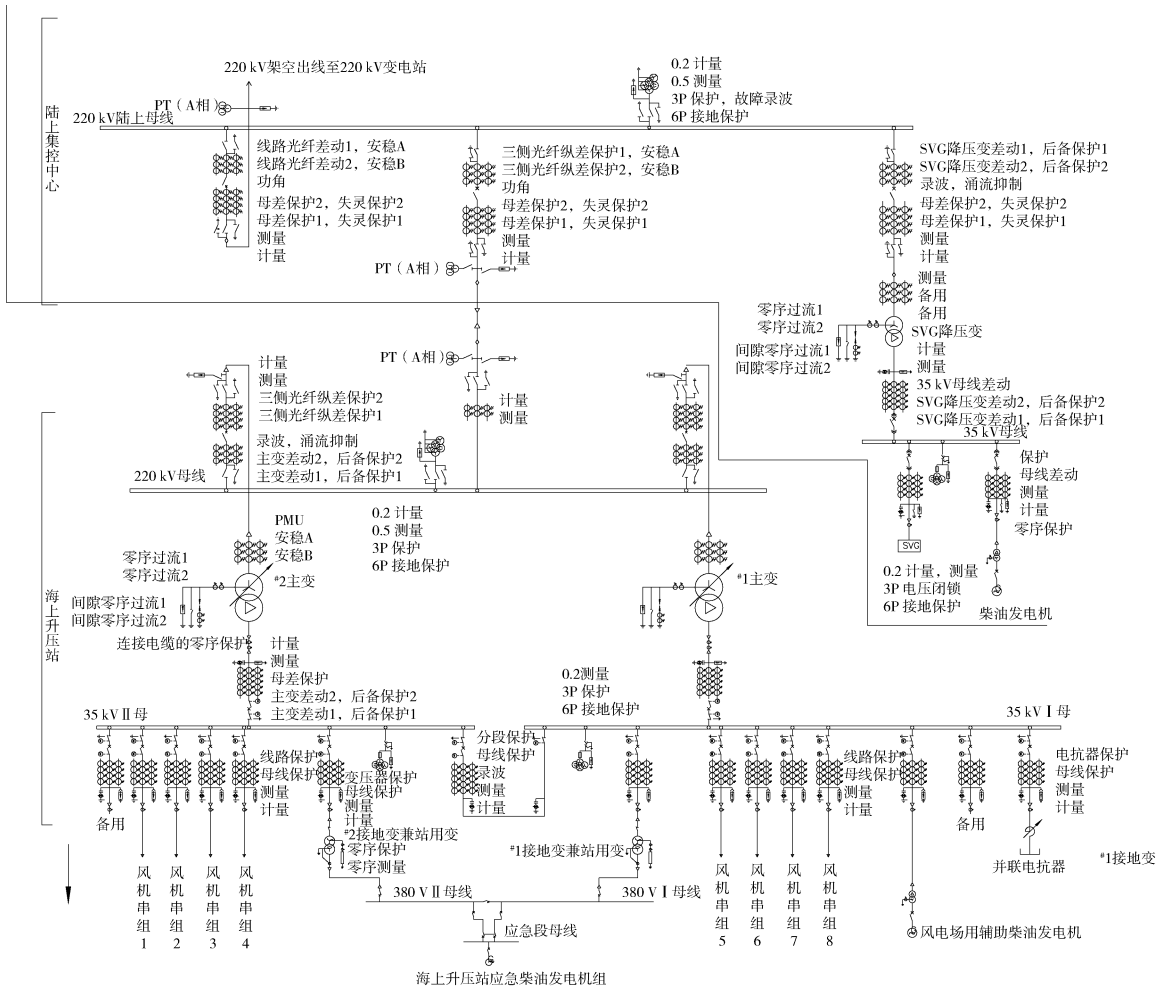 陆上集控中心
220 kV架空出线至220 kV变电站
PT（A相）
220 kV陆上母线
线路光纤差动1，安稳A
线路光纤差动2，安稳B
功角
母差保护2，失灵保护2
母差保护1，失灵保护1
测量
计量
0.2 计量
0.5 测量
3P 保护，故障录波
6P 接地保护
三侧光纤纵差保护1，安稳A
三侧光纤纵差保护2，安稳B
功角
母差保护2，失灵保护2
母差保护1，失灵保护1
测量
计量
PT（A相）
SVG降压变差动1，后备保护1
SVG降压变差动2，后备保护2
录波，涌流抑制
母差保护2，失灵保护2
母差保护1，失灵保护1
测量
计量
测量
备用
备用
零序过流1
零序过流2
SVG降压变
间隙零序过流1
间隙零序过流2
计量
测量
35 kV母线差动
SVG降压变差动2，后备保护2
SVG降压变差动1，后备保护1
35 kV母线
保护
母线差动
测量
计量
零序保护
SVG
0.2 计量，测量
3P 电压闭锁
6P 接地保护
柴油发电机
海上升压站
PT（A相）
计量
测量
计量
测量
三侧光纤纵差保护2
三侧光纤纵差保护1
录波，涌流抑制
主变差动2，后备保护2
主变差动1，后备保护1
220 kV母线
0.2 计量
0.5 测量
3P 保护
6P 接地保护
PMU
安稳A
安稳B
零序过流1
零序过流2
#2主变
间隙零序过流1
间隙零序过流2
#1主变
连接电缆的零序保护
计量
测量
母差保护
主变差动2，后备保护2
主变差动1，后备保护1
0.2测量
3P 保护
6P 接地保护
35 kVⅡ母
35 kVⅠ母
线路保护
母线保护
测量
计量
备用
变压器保护
母线保护
测量
计量
#2接地变兼站用变
零序保护
零序测量
分段保护
母线保护
录波
测量
计量
#1接地变兼站用变
线路保护
母线保护
测量
计量
备用
电抗器保护
母线保护
测量
计量
并联电抗器
#1接地变
风机串组1
风机串组2
风机串组3
风机串组4
380 VⅡ母线
380 VⅠ母线
风机串组5
风机串组6
风机串组7
风机串组8
应急段母线
风电场用辅助柴油发电机
海上升压站应急柴油发电机组